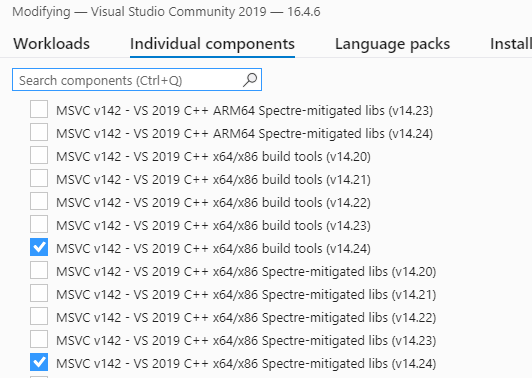 Modifying — Visual Studio Community 2019 — 16.4.6
Workloads Individual components Language packs Install
Search components (Ctrl+Q)
MSVC v142 - VS 2019 C++ ARM64 Spectre-mitigated libs (v14.23)
MSVC v142 - VS 2019 C++ ARM64 Spectre-mitigated libs (v14.24)
MSVC v142 - VS 2019 C++ x64/x86 build tools (v14.20)
MSVC v142 - VS 2019 C++ x64/x86 build tools (v14.21)
MSVC v142 - VS 2019 C++ x64/x86 build tools (v14.22)
MSVC v142 - VS 2019 C++ x64/x86 build tools (v14.23)
MSVC v142 - VS 2019 C++ x64/x86 build tools (v14.24)
MSVC v142 - VS 2019 C++ x64/x86 Spectre-mitigated libs (v14.20)
MSVC v142 - VS 2019 C++ x64/x86 Spectre-mitigated libs (v14.21)
MSVC v142 - VS 2019 C++ x64/x86 Spectre-mitigated libs (v14.22)
MSVC v142 - VS 2019 C++ x64/x86 Spectre-mitigated libs (v14.23)
MSVC v142 - VS 2019 C++ x64/x86 Spectre-mitigated libs (v14.24)